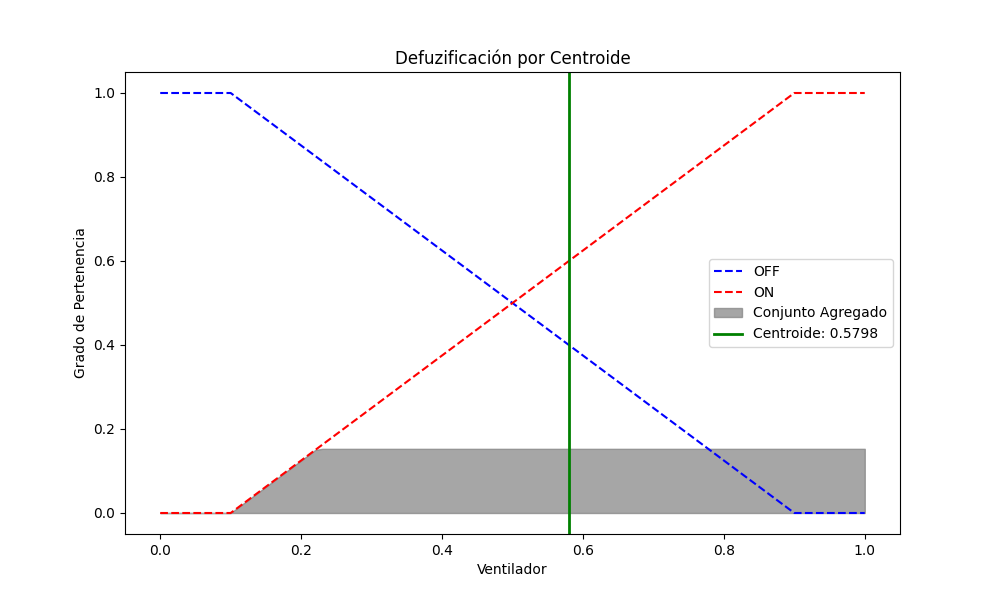 Defuzificación por Centroide
Grado de Pertenencia
1.0
0.8
0.6
0.4
0.2
0.0
OFF
ON
Conjunto Agregado
Centroide: 0.5798
0.0 0.2 0.4 0.6 0.8 1.0
Ventilador